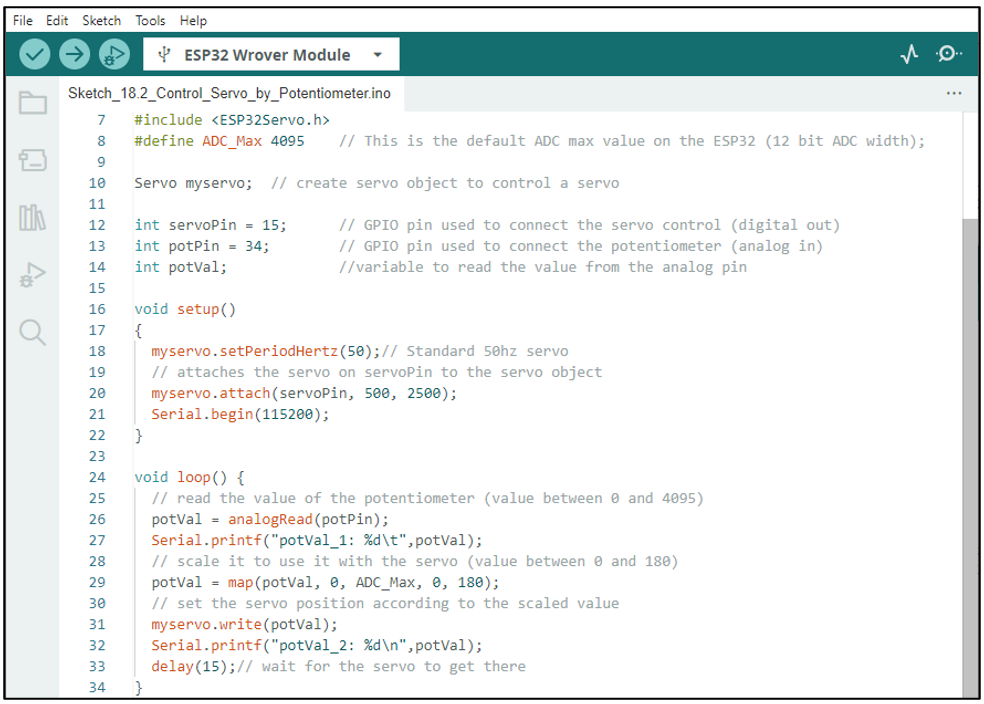 File Edit Sketch Tools Help
ESP32 Wrover Module
Sketch_18.2_Control_Servo_by_Potentiometer.ino
7 #include <ESP32Servo.h>
8 #define ADC_Max 4095 // This is the default ADC max value on the ESP32 (12 bit ADC width);
9
10 Servo myservo; // create servo object to control a servo
11
12 int servoPin = 15; // GPIO pin used to connect the servo control (digital out)
13 int potPin = 34; // GPIO pin used to connect the potentiometer (analog in)
14 int potVal; //variable to read the value from the analog pin
15
16 void setup()
17 {
18 myservo.setPeriodHertz(50);// Standard 50hz servo
19 // attaches the servo on servoPin to the servo object
20 myservo.attach(servoPin, 500, 2500);
21 Serial.begin(115200);
22 }
23
24 void loop() {
25 // read the value of the potentiometer (value between 0 and 4095)
26 potVal = analogRead(potPin);
27 Serial.printf("potVal_1: %d\t",potVal);
28 // scale it to use it with the servo (value between 0 and 180)
29 potVal = map(potVal, 0, ADC_Max, 0, 180);
30 // set the servo position according to the scaled value
31 myservo.write(potVal);
32 Serial.printf("potVal_2: %d\n",potVal);
33 delay(15);// wait for the servo to get there
34 }